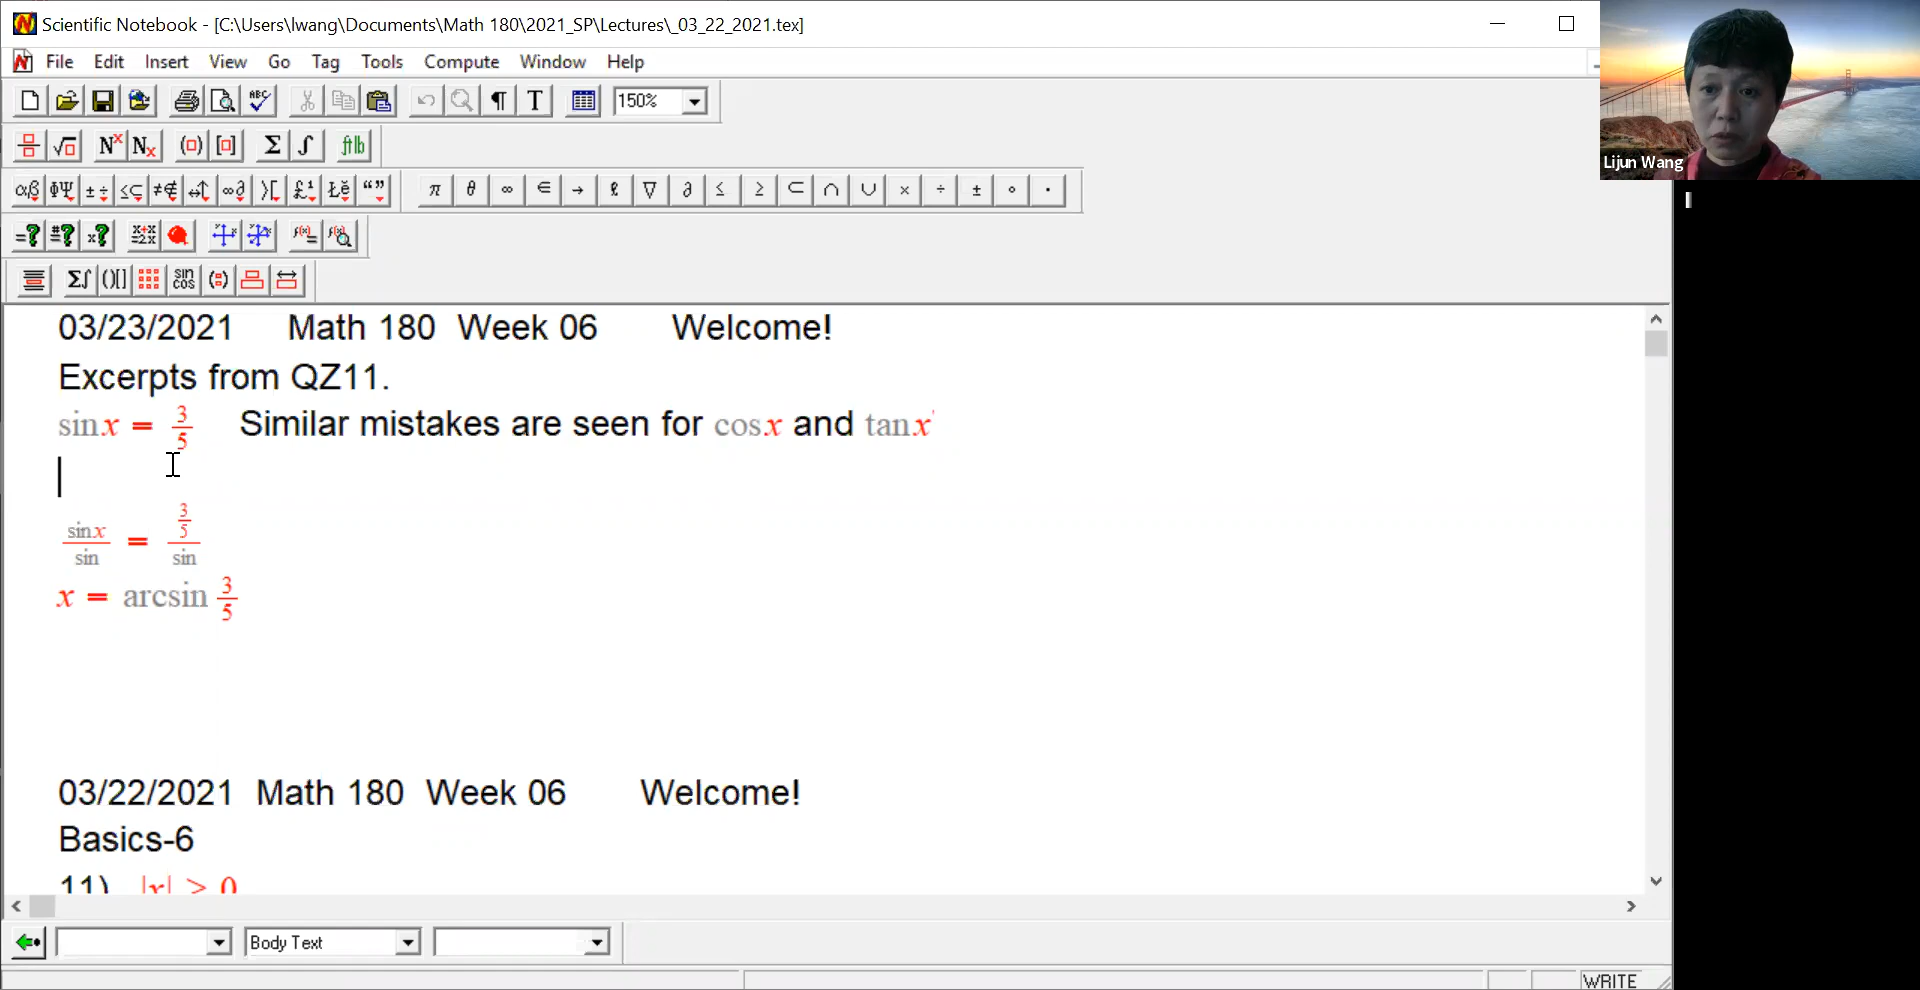 Scientific Notebook - [C:\Users\lwang\Documents\Math 180\2021_SP\Lectures\_03_22_2021.tex]
File Edit Insert View Go Tag Tools Compute Window Help
150%
Lijun Wang
03/23/2021 Math 180 Week 06 Welcome!
Excerpts from QZ11.
sin x = 3/5 Similar mistakes are seen for cos x and tan x'
sin x / sin = 3/5 / sin
x = arcsin 3/5
03/22/2021 Math 180 Week 06 Welcome!
Basics-6
11) |x| > 0
Body Text
WRITE